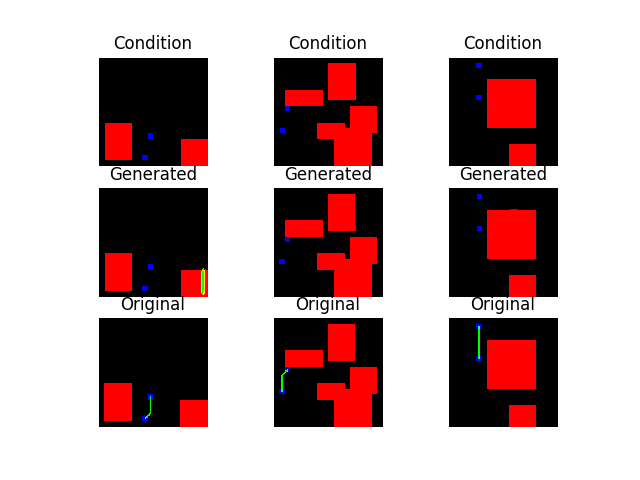 Condition Condition Condition
Generated Generated Generated
Original Original Original